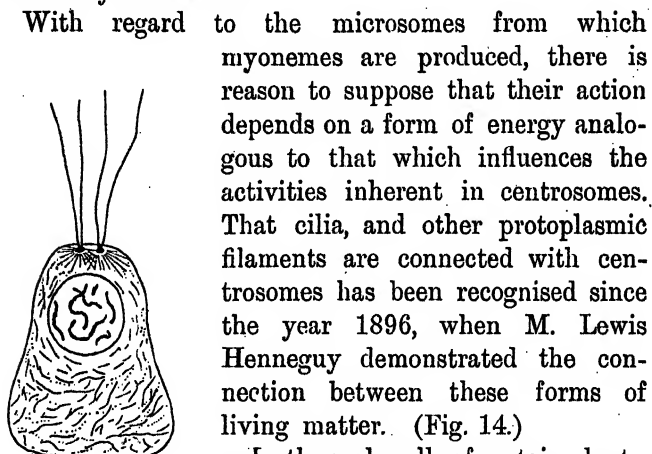 With regard to the microsomes from which
myonemes are produced, there is
reason to suppose that their action
depends on a form of energy analo-
gous to that which influences the
activities inherent in centrosomes.
That cilia, and other protoplasmic
filaments are connected with cen-
trosomes has been recognised since
the year 1896, when M. Lewis
Henneguy demonstrated the con-
nection between these forms of
living matter. (Fig. 14.)